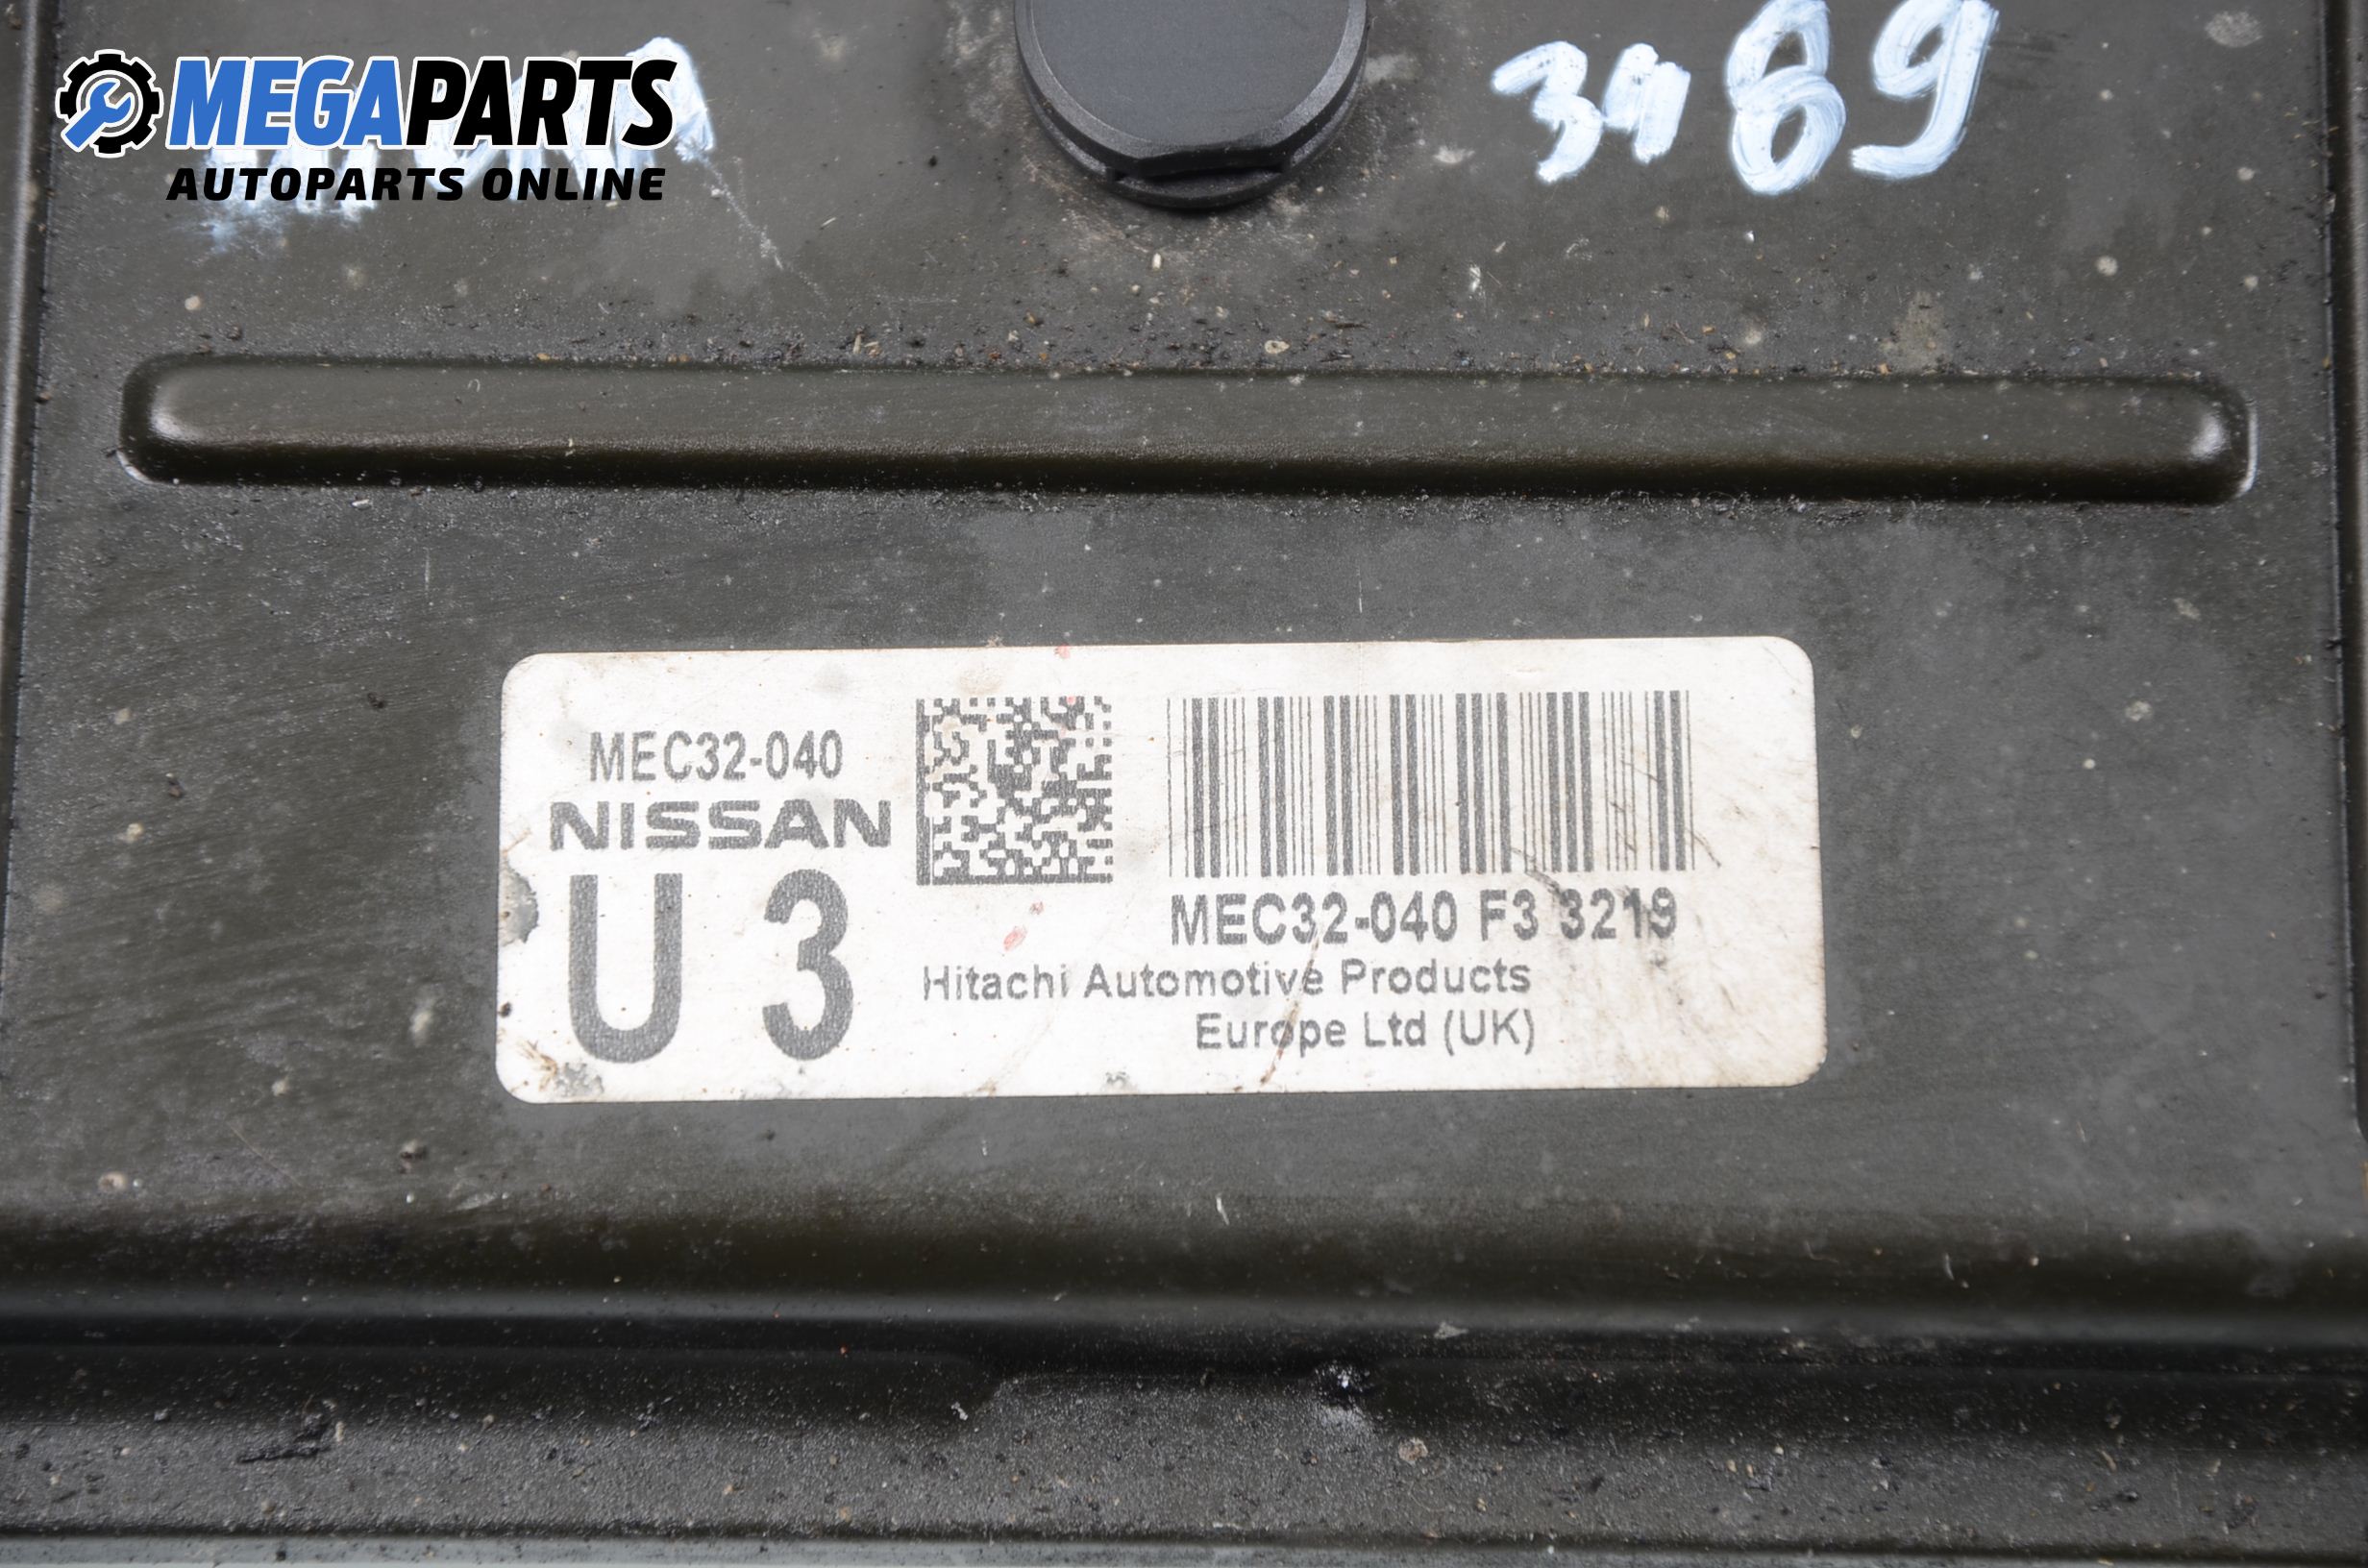 MEGAPARTS
AUTOPARTS ONLINE
3489
MEC32-040
NISSAN
U 3
MEC32-040 F3 3219
Hitachi Automotive Products
Europe Ltd (UK)